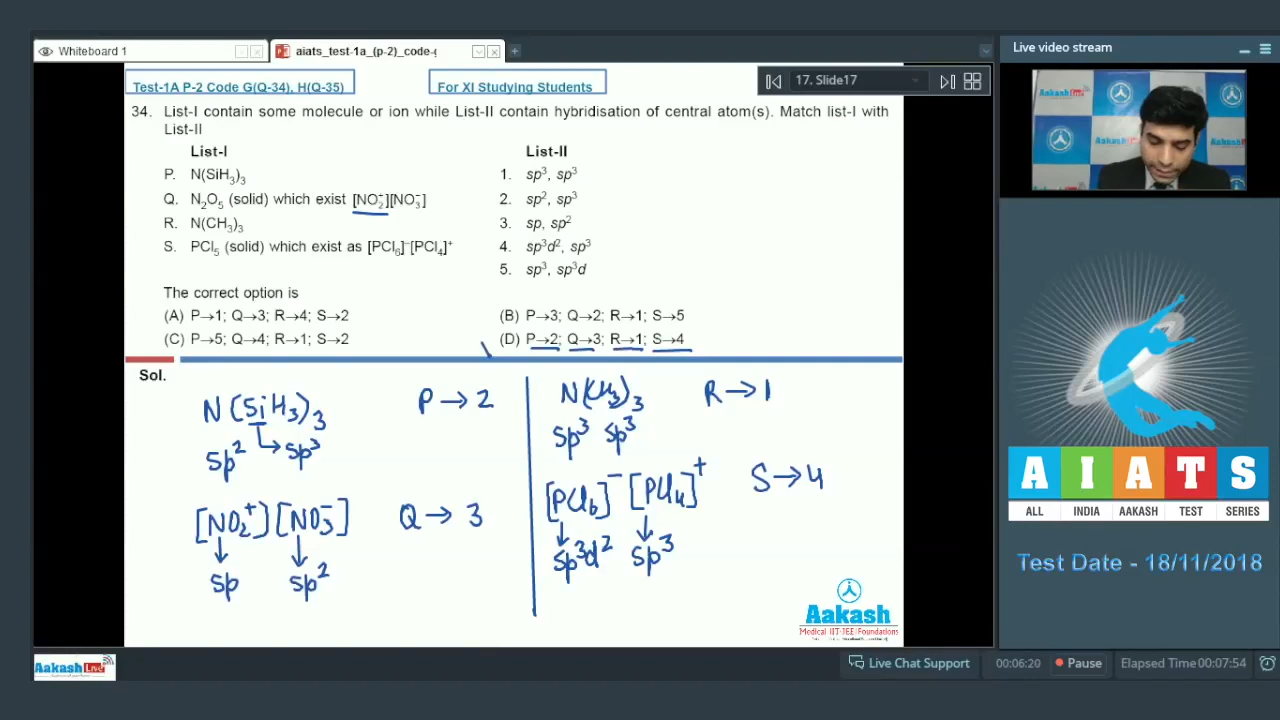 Whiteboard 1
aiats_test-1a_(p-2)_code-g
Live video stream
17. Slide17
Test-1A P-2 Code G(Q-34), H(Q-35)
For XI Studying Students
34. List-I contain some molecule or ion while List-II contain hybridisation of central atom(s). Match list-I with
List-II
List-I
List-II
P. N(SiH₃)₃
1. sp³, sp³
Q. N₂O₅ (solid) which exist [NO₂⁺][NO₃⁻]
2. sp², sp³
R. N(CH₃)₃
3. sp, sp²
S. PCl₅ (solid) which exist as [PCl₆]⁻[PCl₄]⁺
4. sp³d², sp³
5. sp³, sp³d
The correct option is
(A) P→1; Q→3; R→4; S→2
(B) P→3; Q→2; R→1; S→5
(C) P→5; Q→4; R→1; S→2
(D) P→2; Q→3; R→1; S→4
Sol.
N(SiH₃)₃ P→2
sp² sp³
[NO₂⁺][NO₃⁻] Q→3
sp sp²
N(CH₃)₃ R→1
sp³ sp³
[PCl₆]⁻[PCl₄]⁺ S→4
sp³d² sp³
Aakash
Medical|IIT-JEE|Foundations
AakashLive
AIATS
ALL INDIA AAKASH TEST SERIES
Test Date - 18/11/2018
Aakash Live
Live Chat Support
00:06:20
Pause
Elapsed Time 00:07:54